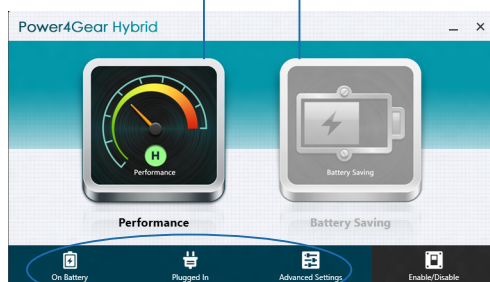 Power4Gear Hybrid
H
Performance
Battery Saving
Performance
Battery Saving
On Battery
Plugged In
Advanced Settings
Enable/Disable